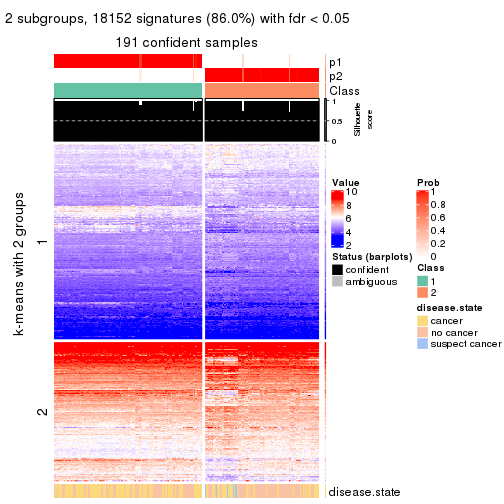 2 subgroups, 18152 signatures (86.0%) with fdr < 0.05
191 confident samples
p1
p2
Class
1
0.5
0
Silhouette
score
k-means with 2 groups
1
2
disease.state
Value
10
8
6
4
2
Status (barplots)
confident
ambiguous
Prob
1
0.8
0.6
0.4
0.2
0
Class
1
2
disease.state
cancer
no cancer
suspect cancer